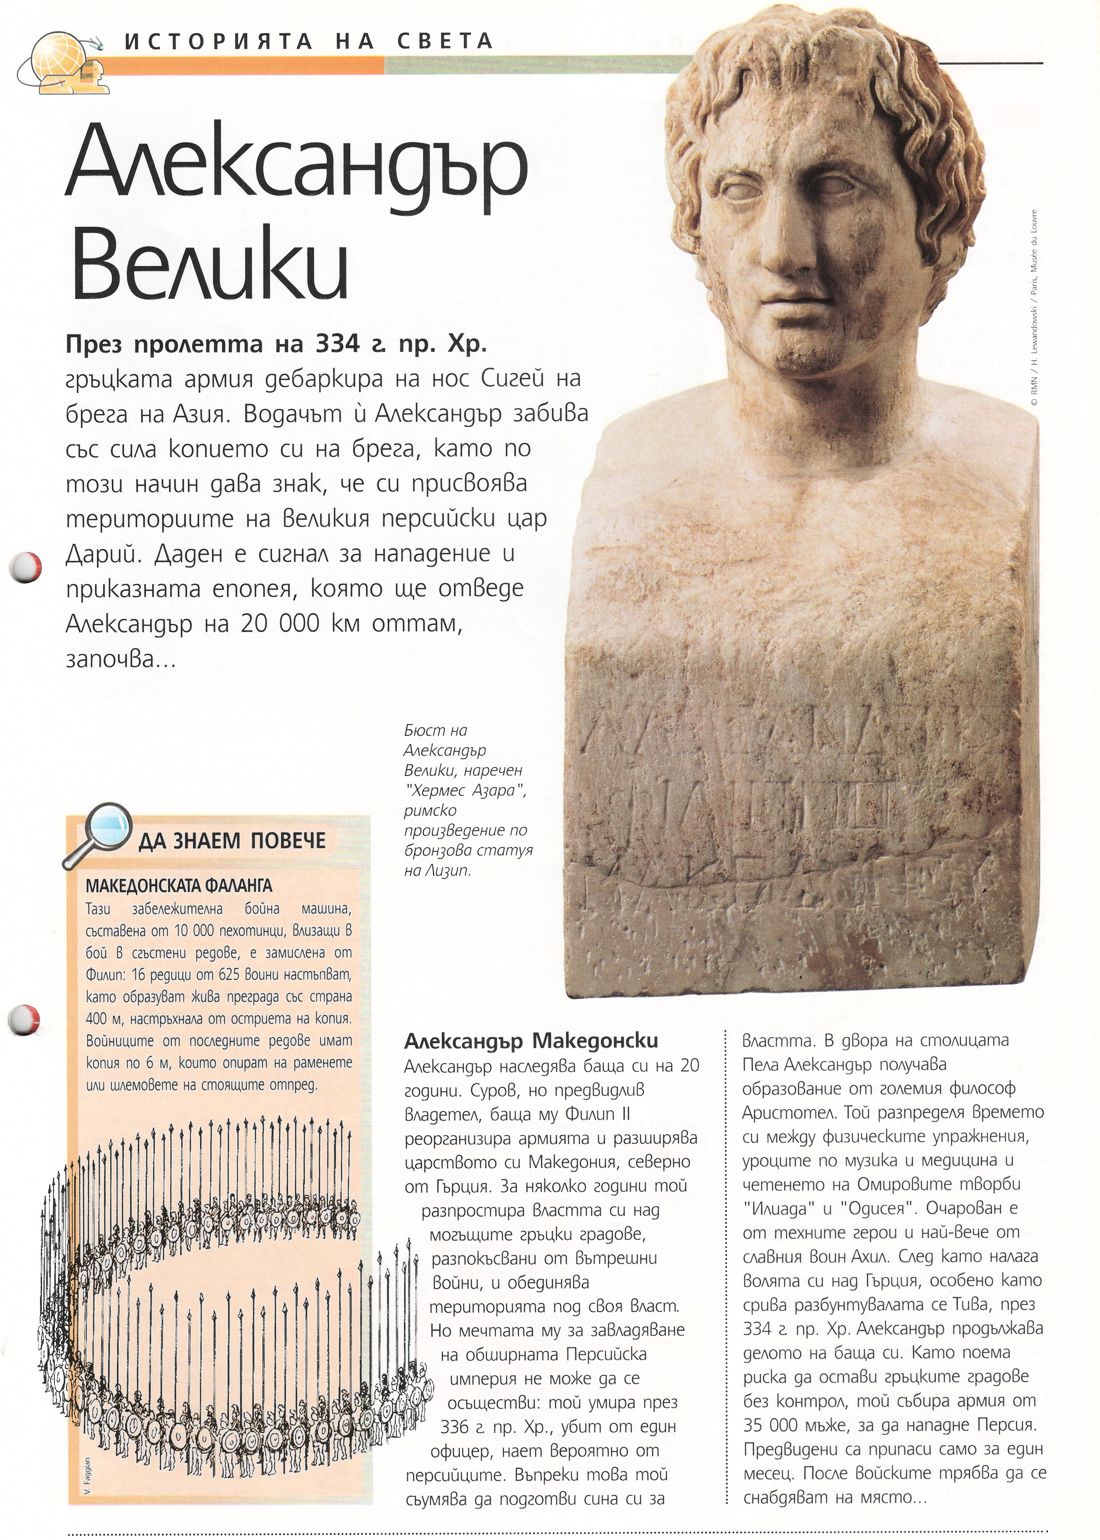 ИСТОРИЯТА НА СВЕТА
Александър
Велики
През пролетта на 334 г. пр. Хр.
гръцката армия дебаркира на нос Сигей на
брега на Азия. Водачът ѝ Александър забива
със сила копието си на брега, като по
този начин дава знак, че си присвоява
териториите на великия персийски цар
Дарий. Даден е сигнал за нападение и
приказната епопея, която ще отведе
Александър на 20 000 км оттам,
започва...
© RMN / H. Lewandowski / Paris, Musée du Louvre
Бюст на
Александър
Велики, наречен
"Хермес Азара",
римско
произведение по
бронзова статуя
на Лизип.
ДА ЗНАЕМ ПОВЕЧЕ
МАКЕДОНСКАТА ФАЛАНГА
Тази забележителна бойна машина,
съставена от 10 000 пехотинци, влизащи в
бой в сгъстени редове, е замислена от
Филип: 16 редици от 625 воини настъпват,
като образуват жива преграда със страна
400 м, настръхнала от остриета на копия.
Войниците от последните редове имат
копия по 6 м, които опират на раменете
или шлемовете на стоящите отпред.
V. Faggian
Александър Македонски
Александър наследява баща си на 20
години. Суров, но предвидлив
владетел, баща му Филип II
реорганизира армията и разширява
царството си Македония, северно
от Гърция. За няколко години той
разпростира властта си над
могъщите гръцки градове,
разпокъсвани от вътрешни
войни, и обединява
територията под своя власт.
Но мечтата му за завладяване
на обширната Персийска
империя не може да се
осъществи: той умира през
336 г. пр. Хр., убит от един
офицер, нает вероятно от
персийците. Въпреки това той
съумява да подготви сина си за
властта. В двора на столицата
Пела Александър получава
образование от големия философ
Аристотел. Той разпределя времето
си между физическите упражнения,
уроците по музика и медицина и
четенето на Омировите творби
"Илиада" и "Одисея". Очарован е
от техните герои и най-вече от
славния воин Ахил. След като налага
волята си над Гърция, особено като
срива разбунтувалата се Тива, през
334 г. пр. Хр. Александър продължава
делото на баща си. Като поема
риска да остави гръцките градове
без контрол, той събира армия от
35 000 мъже, за да нападне Персия.
Предвидени са припаси само за един
месец. После войските трябва да се
снабдяват на място...